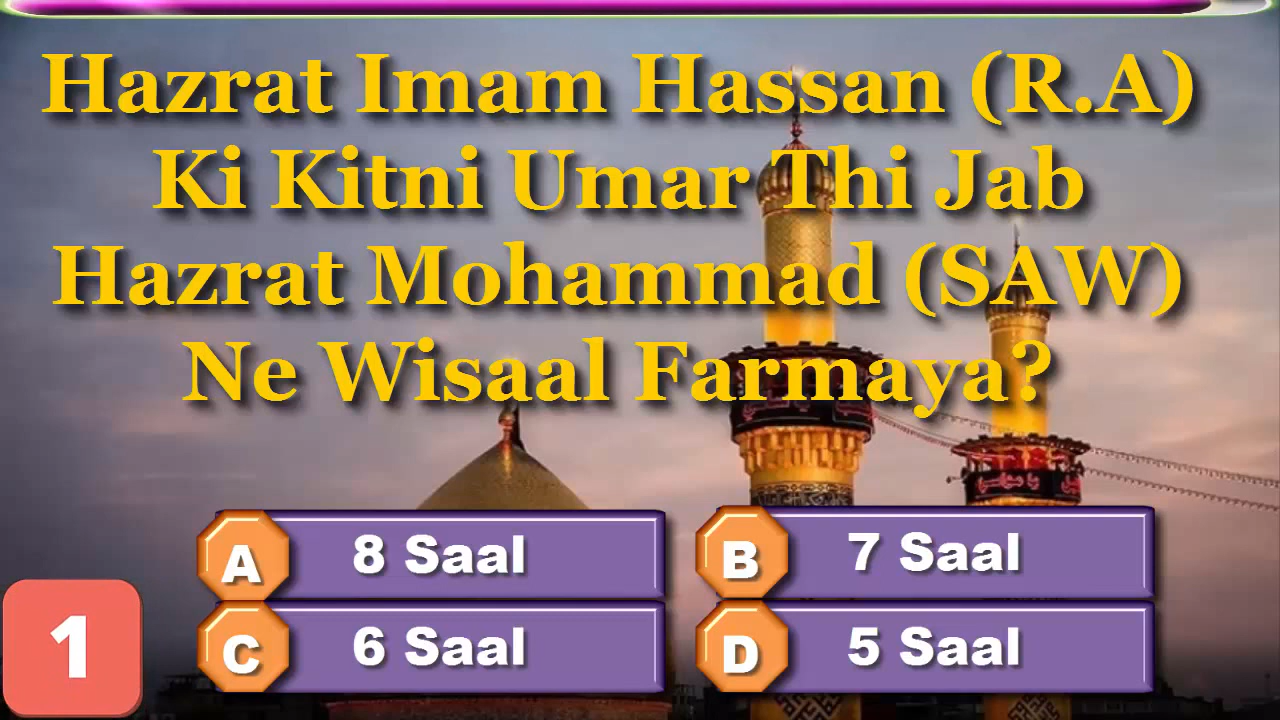 Hazrat Imam Hassan (R.A)
Ki Kitni Umar Thi Jab
Hazrat Mohammad (SAW)
Ne Wisaal Farmaya?
A 8 Saal
B 7 Saal
C 6 Saal
D 5 Saal
1